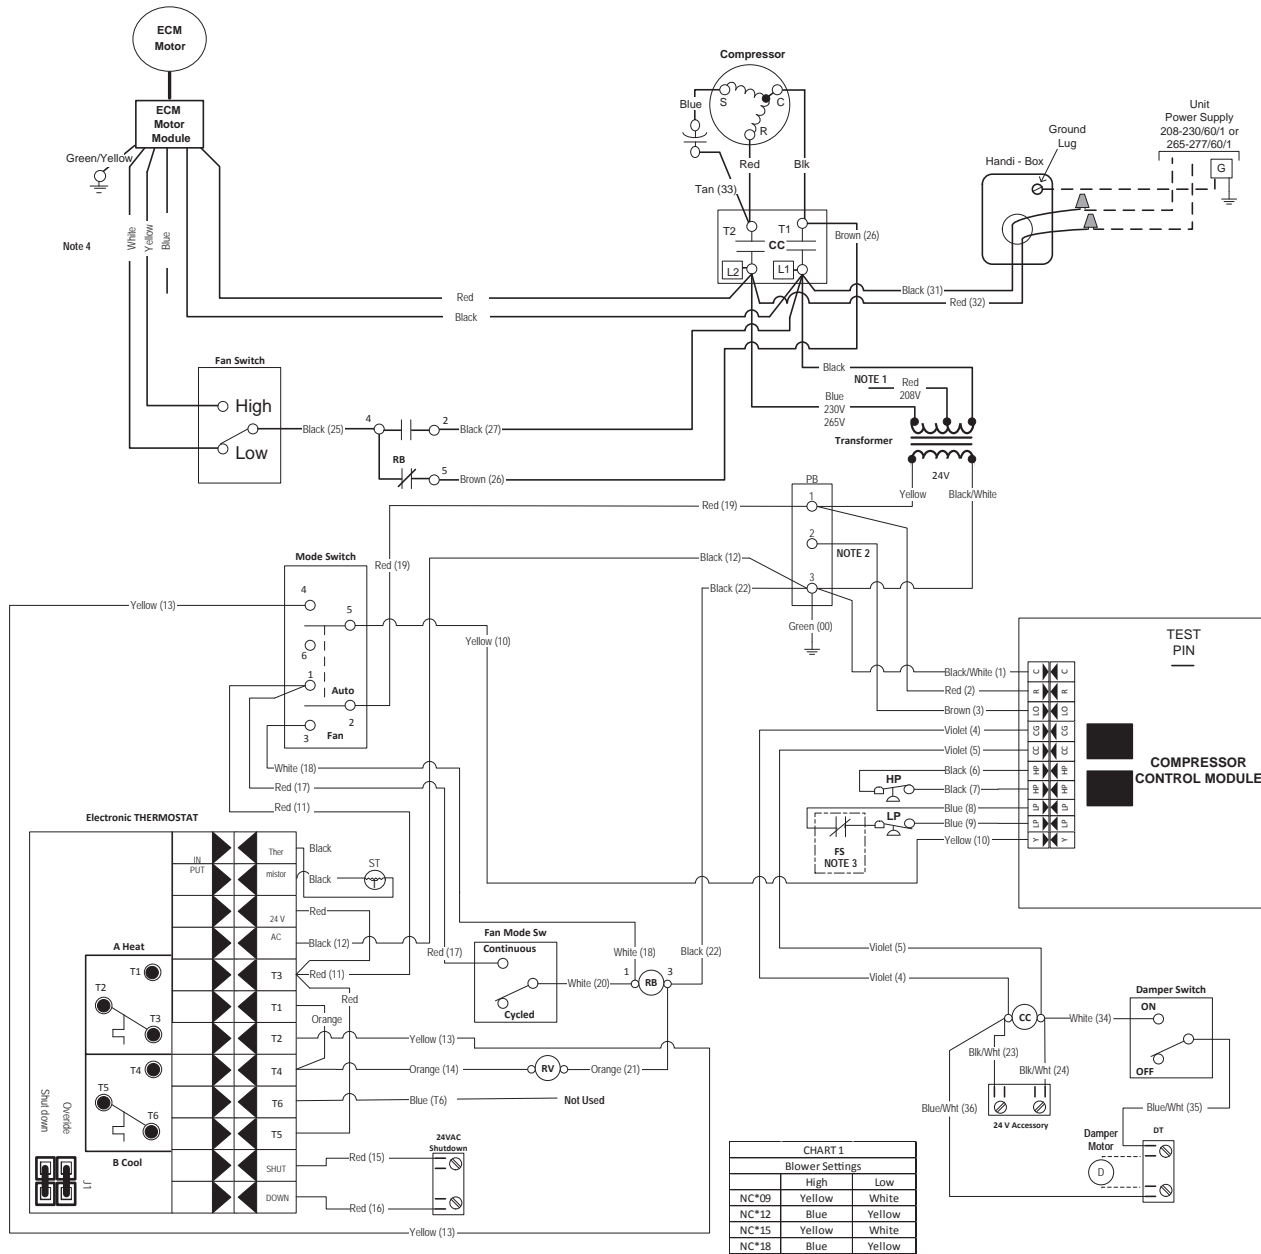 ECM
Motor
ECM
Motor
Module
Green/Yellow
Note 4
White
Yellow
Blue
Compressor
Blue
S
C
R
Red
Blk
Tan (33)
T2
T1
CC
L2
L1
Brown (26)
Unit
Power Supply
208-230/60/1 or
265-277/60/1
Ground
Lug
Handi - Box
G
Red
Black
Black (31)
Red (32)
Fan Switch
High
Low
Black (25)
4
2
Black (27)
RB
5
Brown (26)
Black
NOTE 1
Red
208V
Blue
230V
265V
Transformer
24V
Yellow
Black/White
PB
1
2
3
NOTE 2
Red (19)
Black (12)
Black (22)
Green (00)
Mode Switch
Red (19)
4
5
6
1
Auto
2
3
Fan
Yellow (13)
Yellow (10)
White (18)
Red (17)
Red (11)
TEST
PIN
COMPRESSOR
CONTROL MODULE
Black/White (1)
Red (2)
Brown (3)
Violet (4)
Violet (5)
Black (6)
Black (7)
Blue (8)
Blue (9)
Yellow (10)
C C
R R
LO LO
CG CG
CC CC
HP HP
HP HP
LP LP
LP LP
Y Y
HP
LP
FS
NOTE 3
Electronic THERMOSTAT
IN
PUT
Ther
mistor
24 V
AC
T3
T1
T2
T4
T6
T5
SHUT
DOWN
Black
Black
ST
Red
Black (12)
Red (11)
Red
Orange
Yellow (13)
Orange (14)
Blue (T6)
Not Used
Red (15)
Red (16)
24VAC
Shutdown
Yellow (13)
A Heat
T1
T2
T3
T4
T5
T6
B Cool
Shut down
Overide
J1
Red (17)
Fan Mode Sw
Continuous
Cycled
White (20)
White (18)
1
RB
3
Black (22)
RV
Orange (21)
Violet (5)
Violet (4)
CC
White (34)
Blk/Wht (23)
Blk/Wht (24)
Blue/Wht (36)
24 V Accessory
Damper Switch
ON
OFF
Blue/Wht (35)
Damper
Motor
D
DT
CHART 1
Blower Settings
High Low
NC*09 Yellow White
NC*12 Blue Yellow
NC*15 Yellow White
NC*18 Blue Yellow